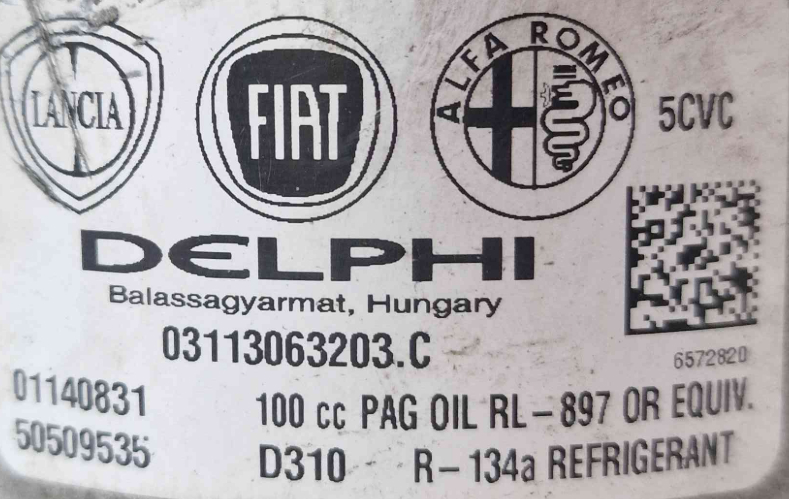 LANCIA FIAT ALFA ROMEO 5CVC
DELPHI
Balassagyarmat, Hungary
03113063203.C
6572820
01140831 100 cc PAG OIL RL-897 OR EQUIV.
50509535 D310 R-134a REFRIGERANT